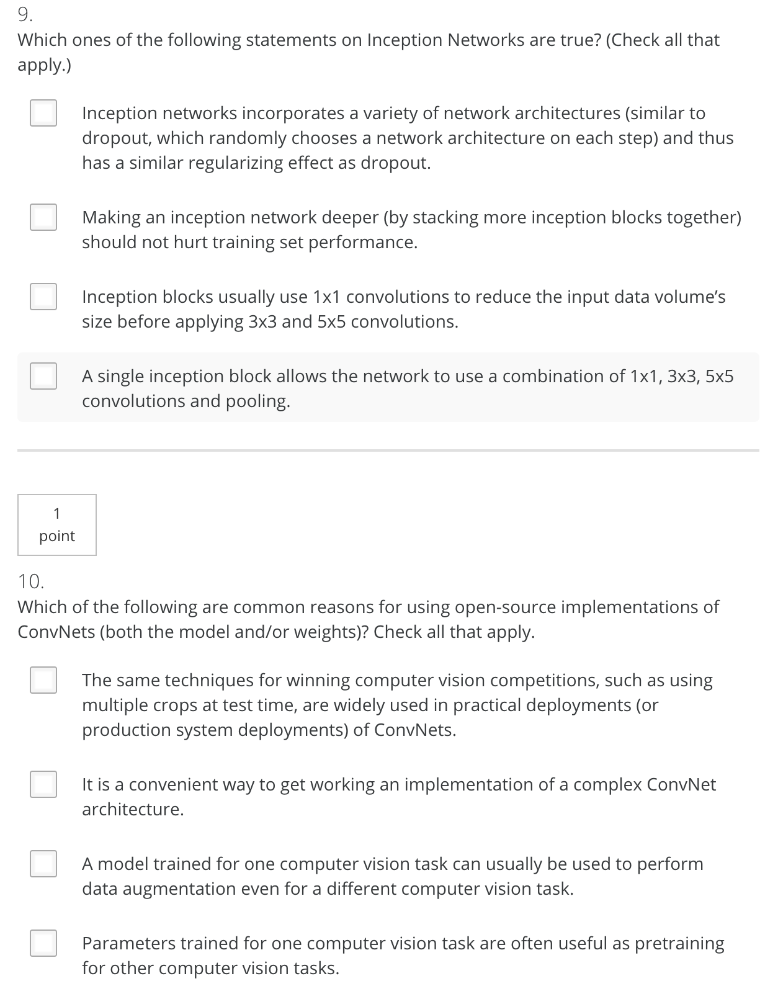 9.
Which ones of the following statements on Inception Networks are true? (Check all that
apply.)
Inception networks incorporates a variety of network architectures (similar to
dropout, which randomly chooses a network architecture on each step) and thus
has a similar regularizing effect as dropout.
Making an inception network deeper (by stacking more inception blocks together)
should not hurt training set performance.
Inception blocks usually use 1x1 convolutions to reduce the input data volume’s
size before applying 3x3 and 5x5 convolutions.
A single inception block allows the network to use a combination of 1x1, 3x3, 5x5
convolutions and pooling.
1
point
10.
Which of the following are common reasons for using open-source implementations of
ConvNets (both the model and/or weights)? Check all that apply.
The same techniques for winning computer vision competitions, such as using
multiple crops at test time, are widely used in practical deployments (or
production system deployments) of ConvNets.
It is a convenient way to get working an implementation of a complex ConvNet
architecture.
A model trained for one computer vision task can usually be used to perform
data augmentation even for a different computer vision task.
Parameters trained for one computer vision task are often useful as pretraining
for other computer vision tasks.